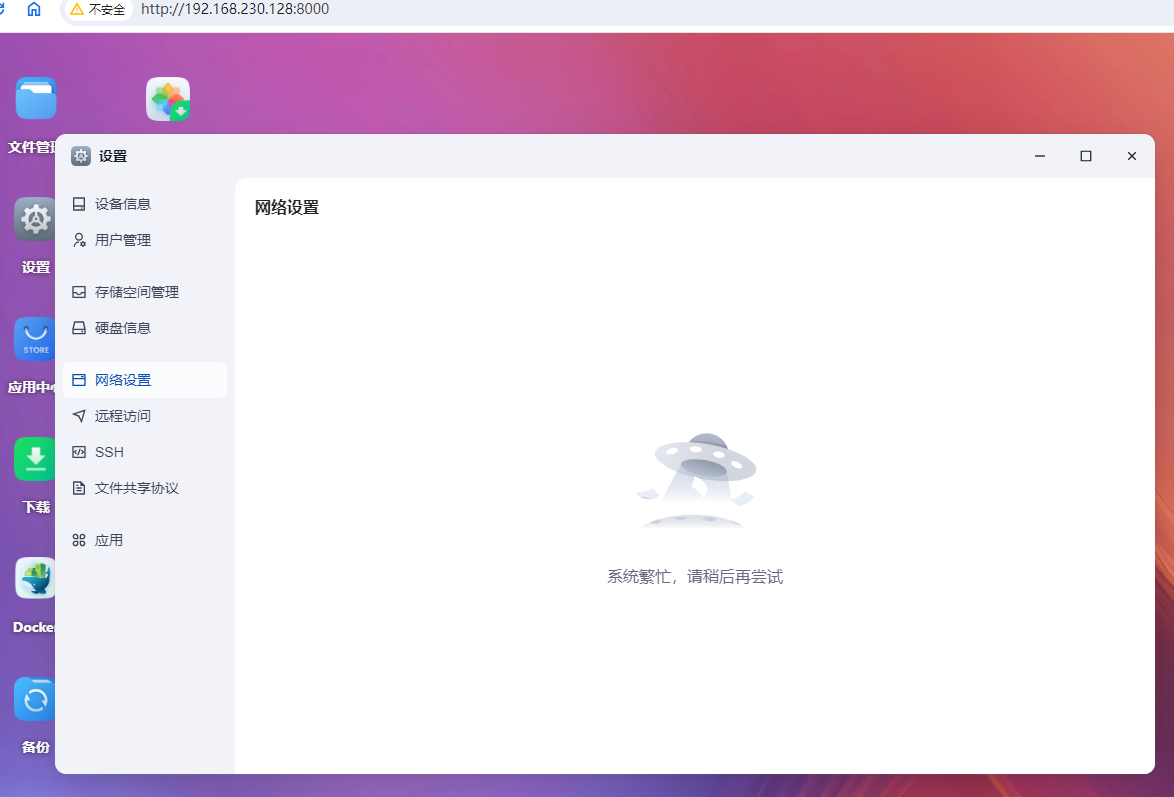 不安全 http://192.168.230.128:8000
文件管理
设置
STORE
应用中心
下载
Docker
备份
设置
设备信息
用户管理
存储空间管理
硬盘信息
网络设置
远程访问
SSH
文件共享协议
应用
网络设置
系统繁忙，请稍后再尝试